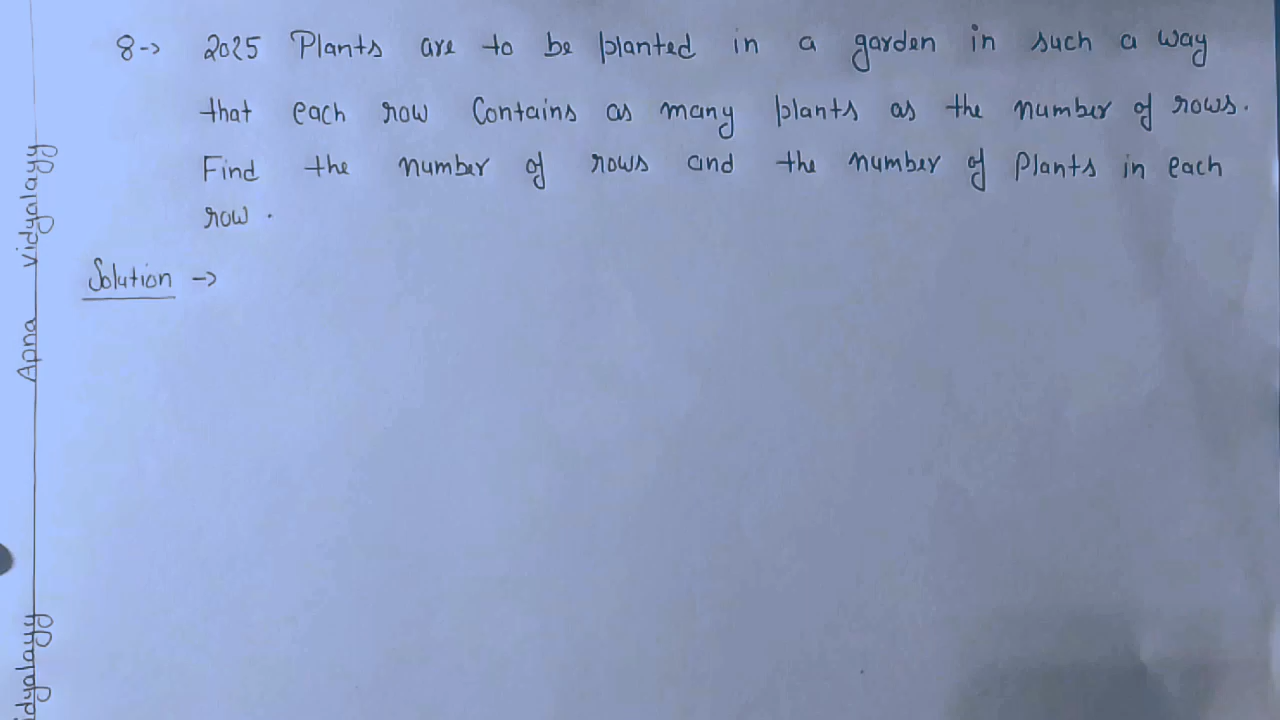 8-> 2025 Plants are to be planted in a garden in such a way
that each row Contains as many plants as the number of rows.
Find the number of rows and the number of Plants in each
row.
Solution ->
Apna Vidyalayy
idyalayy